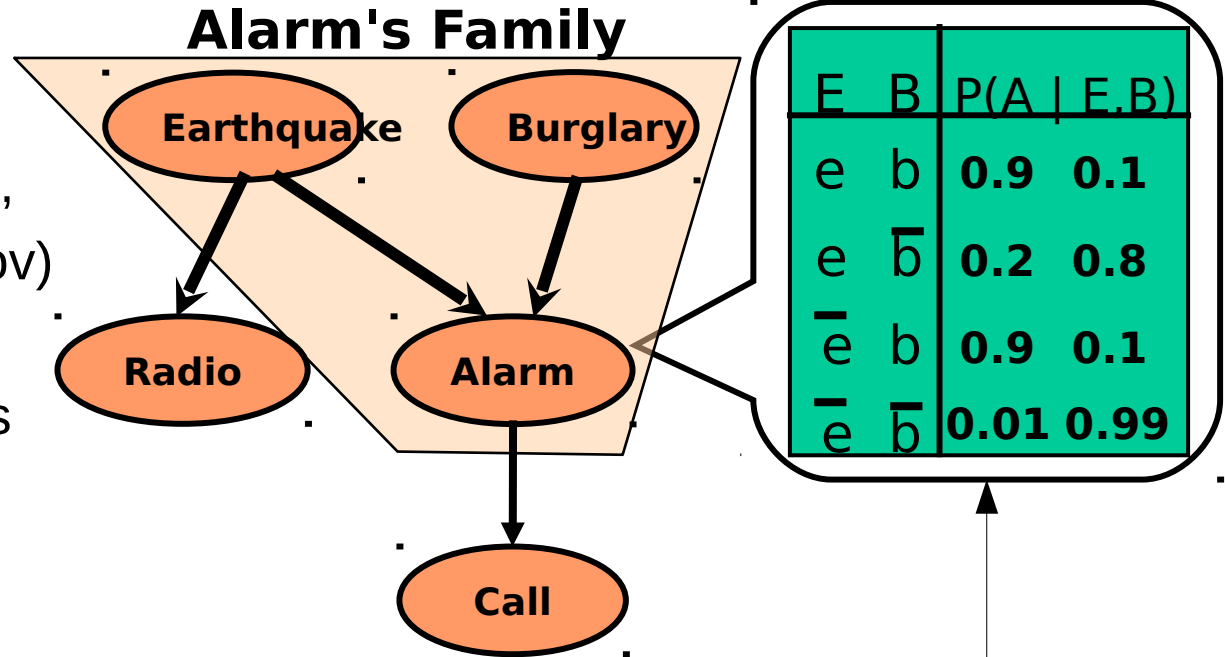 Alarm's Family
Earthquake
Burglary
Radio
Alarm
Call
E B P(A | E,B)
e b 0.9 0.1
e b̅ 0.2 0.8
e̅ b 0.9 0.1
e̅ b̅ 0.01 0.99